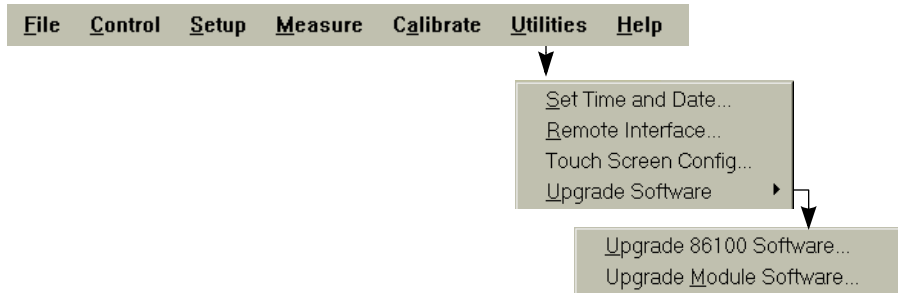 File Control Setup Measure Calibrate Utilities Help
Set Time and Date...
Remote Interface...
Touch Screen Config...
Upgrade Software
Upgrade 86100 Software...
Upgrade Module Software...